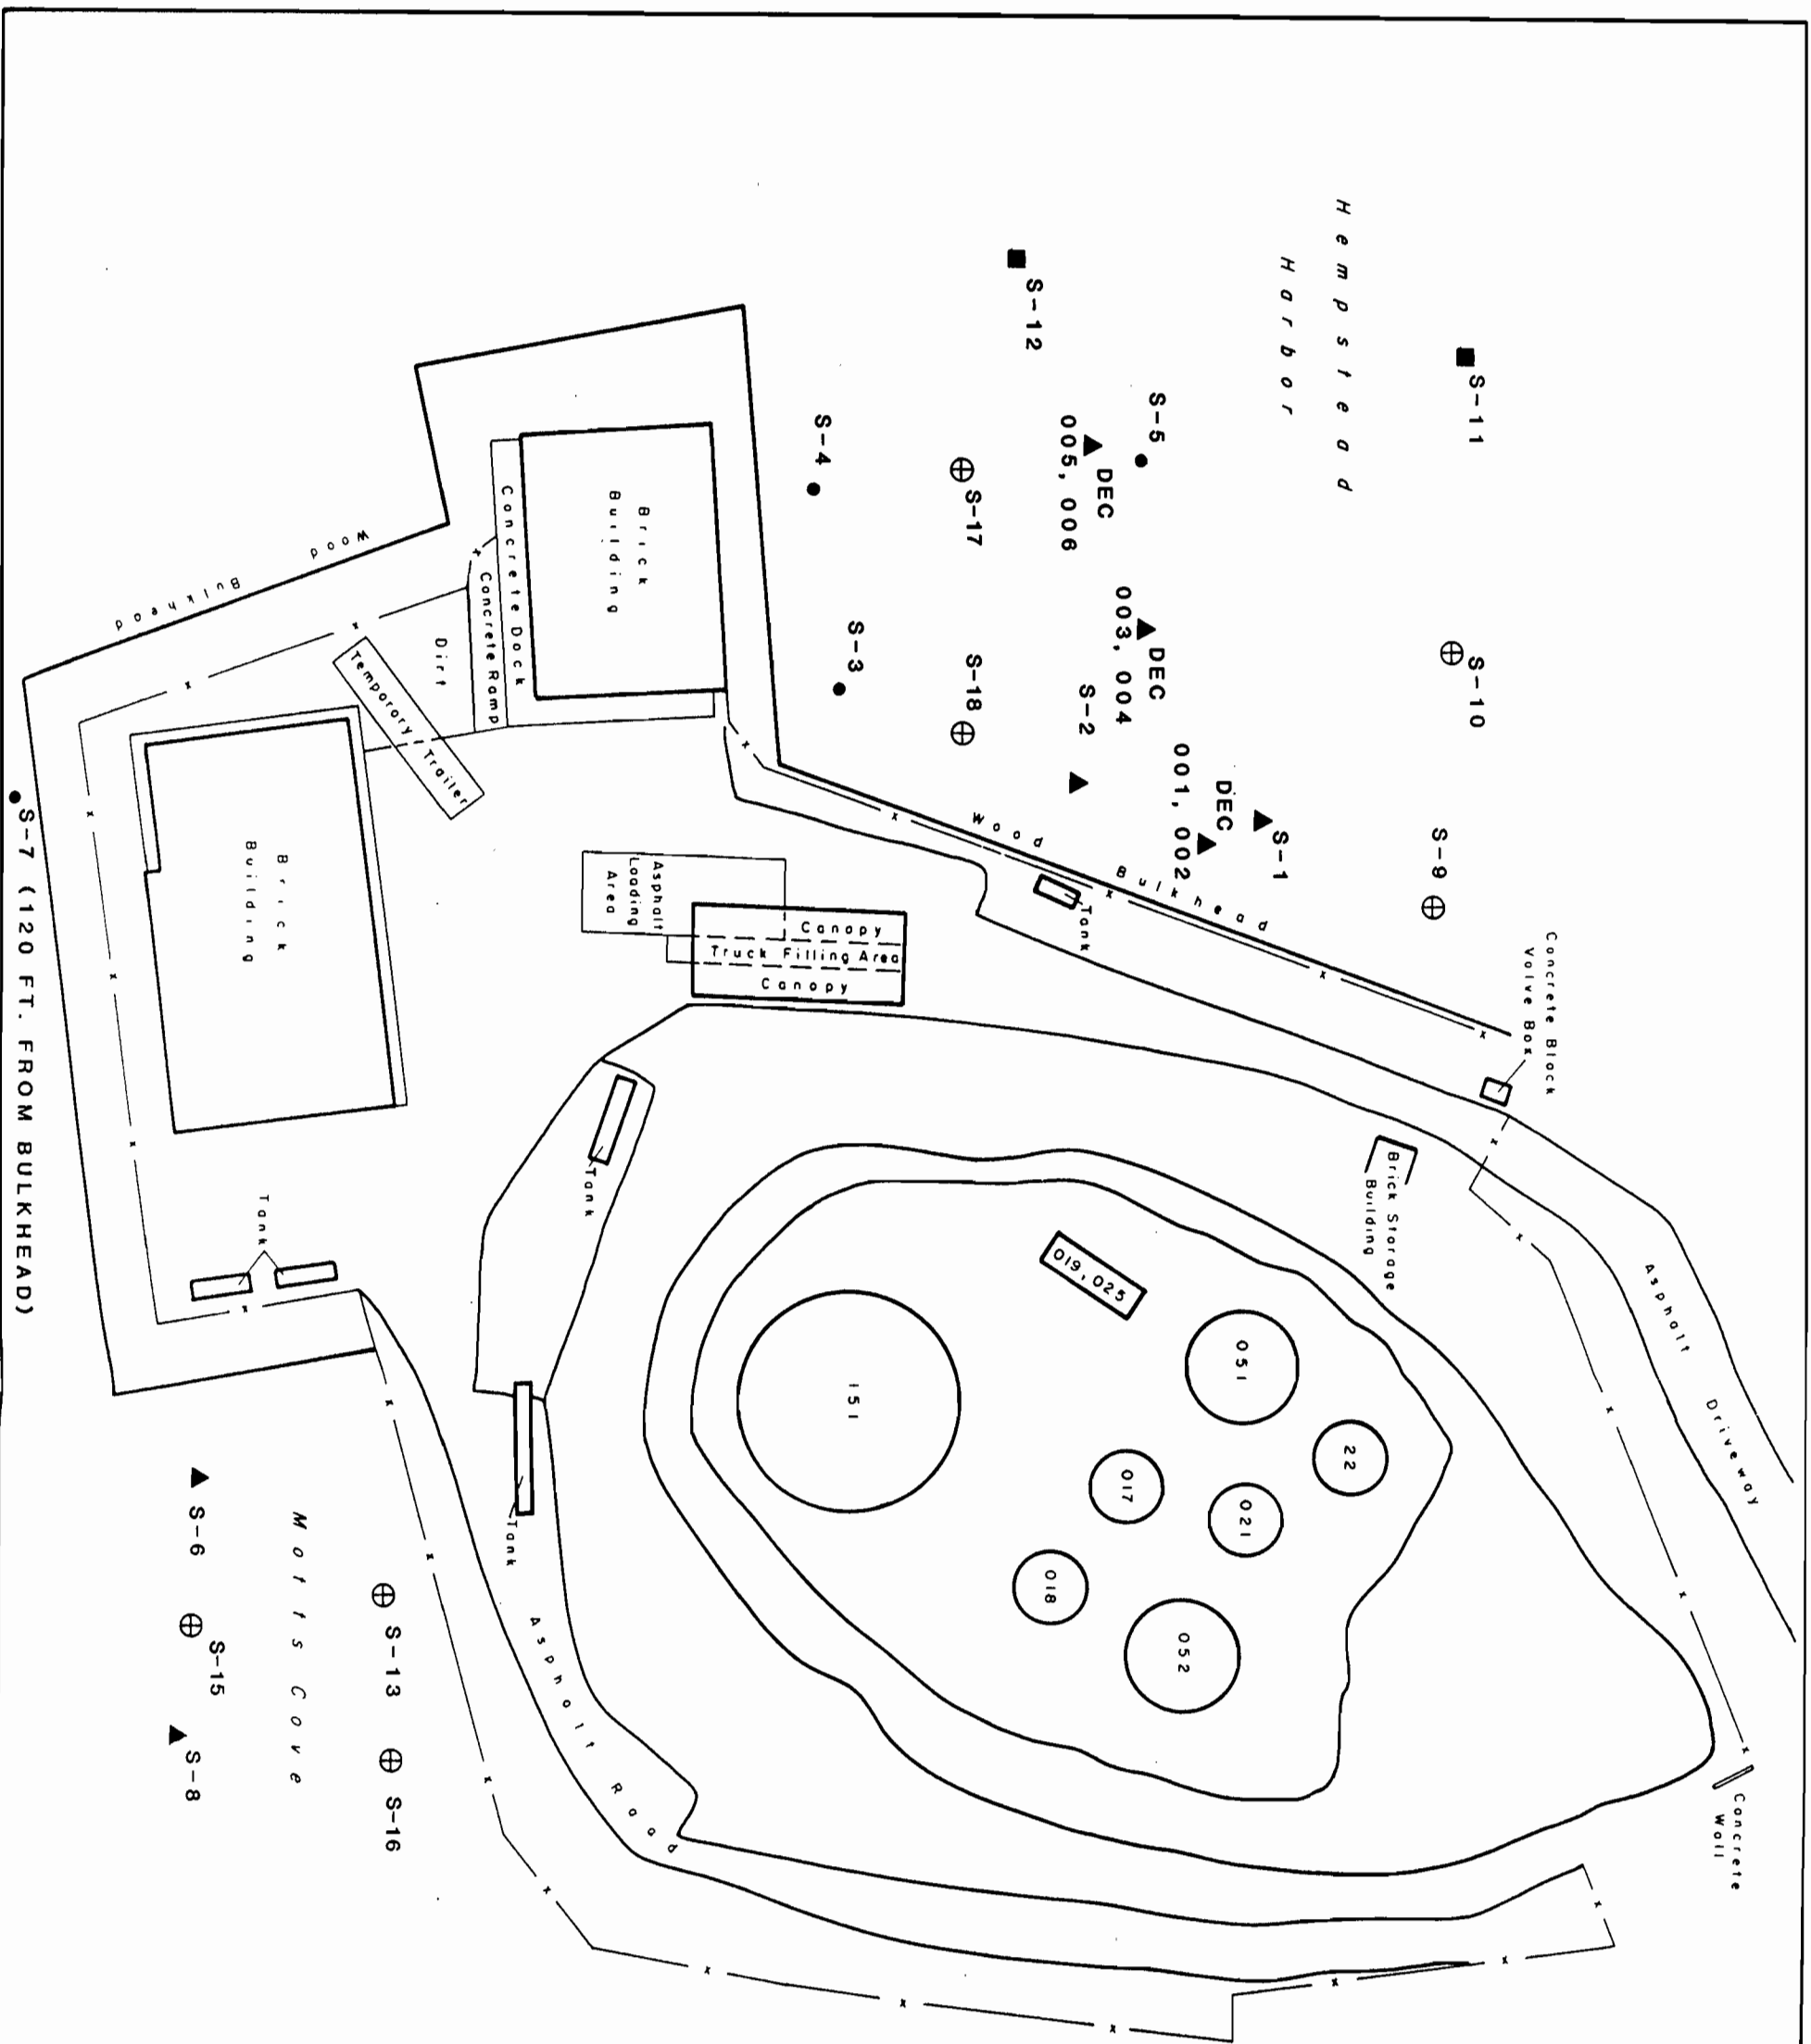 Hempstead
Harbor
S-11
S-12
S-5
DEC
005, 006
S-4
S-17
S-10
DEC
003, 004
S-2
S-18
S-3
S-9
S-1
DEC
001, 002
Concrete Block
Valve Box
Wood Bulkhead
Tank
Brick
Building
Concrete Dock
Concrete Ramp
Dirt
Temporary Trailer
Wood Bulkhead
Asphalt
Loading
Area
Canopy
Truck Filling Area
Canopy
Brick
Building
S-7 (120 FT. FROM BULKHEAD)
Tank
Tank
Tank
Brick Storage
Building
Asphalt Driveway
019, 025
051
22
151
017
021
018
052
Concrete
Wall
Asphalt Road
Motts Cove
S-6
S-13
S-15
S-16
S-8